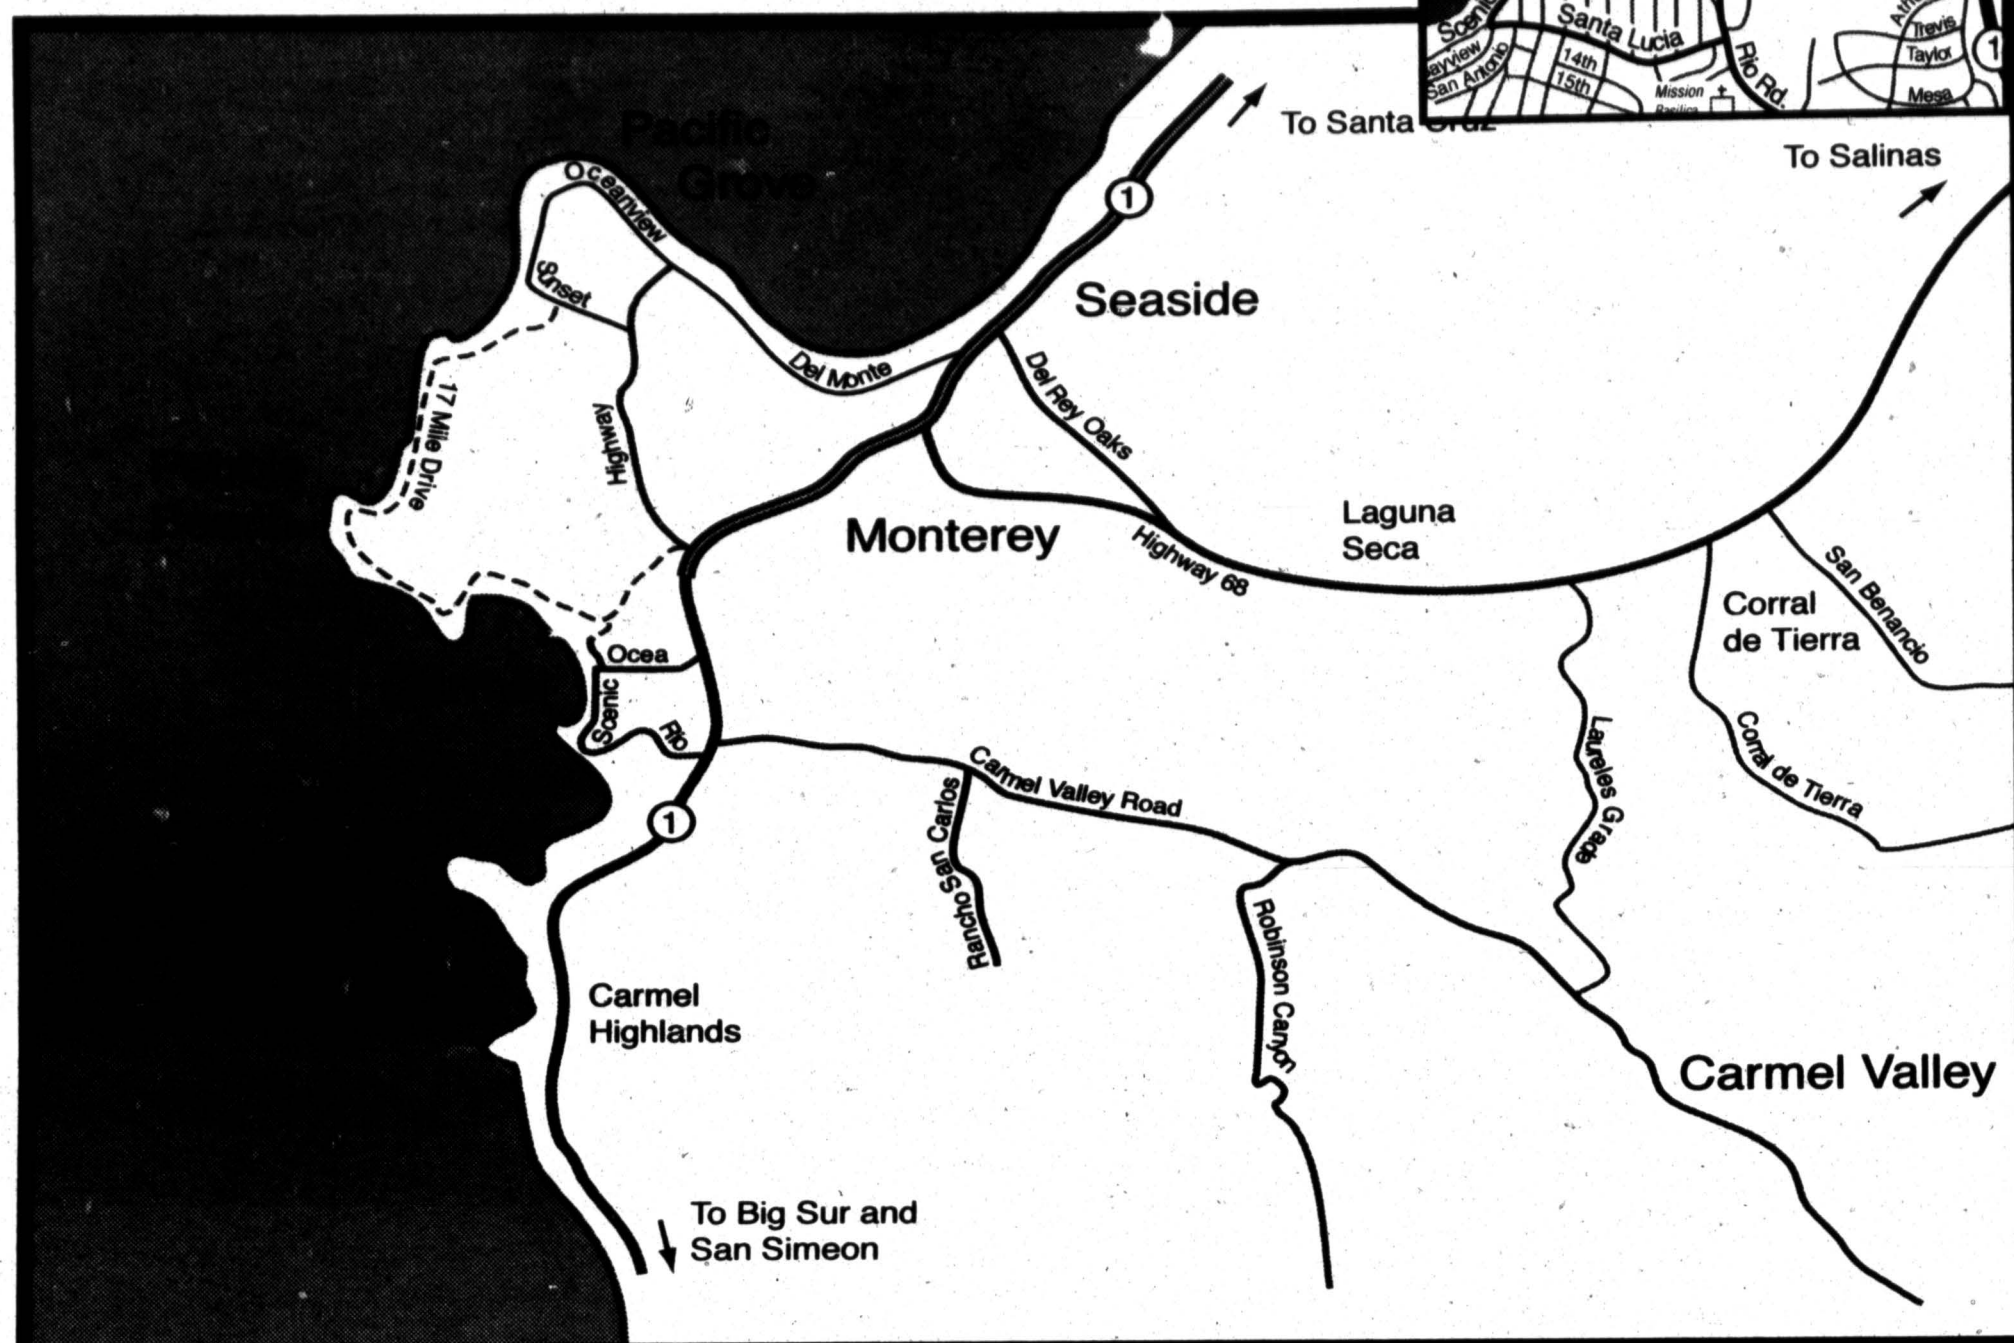 Scenic
Santa Lucia
Trevis
Taylor
1
San Antonio
14th
15th
Mission
Rio Rd.
Mesa
To Santa Cruz
To Salinas
Pacific
Grove
Oceanview
1
Sunset
Seaside
Del Monte
Del Rey Oaks
17 Mile Drive
Highway
Monterey
Laguna
Seca
Highway 68
San Benancio
Corral
de Tierra
Ocea
Scenic
Rio
Laureles Grade
Corral de Tierra
Carmel Valley Road
Rancho San Carlos
1
Robinson Canyon
Carmel
Highlands
Carmel Valley
To Big Sur and
San Simeon